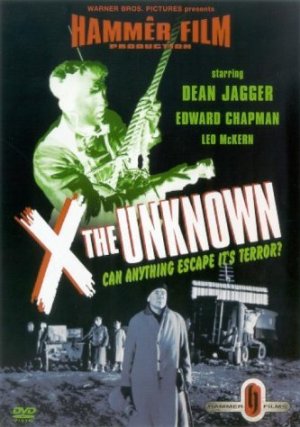 WARNER BROS. PICTURES presents
A
HAMMER FILM
PRODUCTION
starring
DEAN JAGGER
EDWARD CHAPMAN
LEO McKERN
X THE UNKNOWN
CAN ANYTHING ESCAPE IT'S TERROR?
DVD
VIDEO
HAMMER FILMS